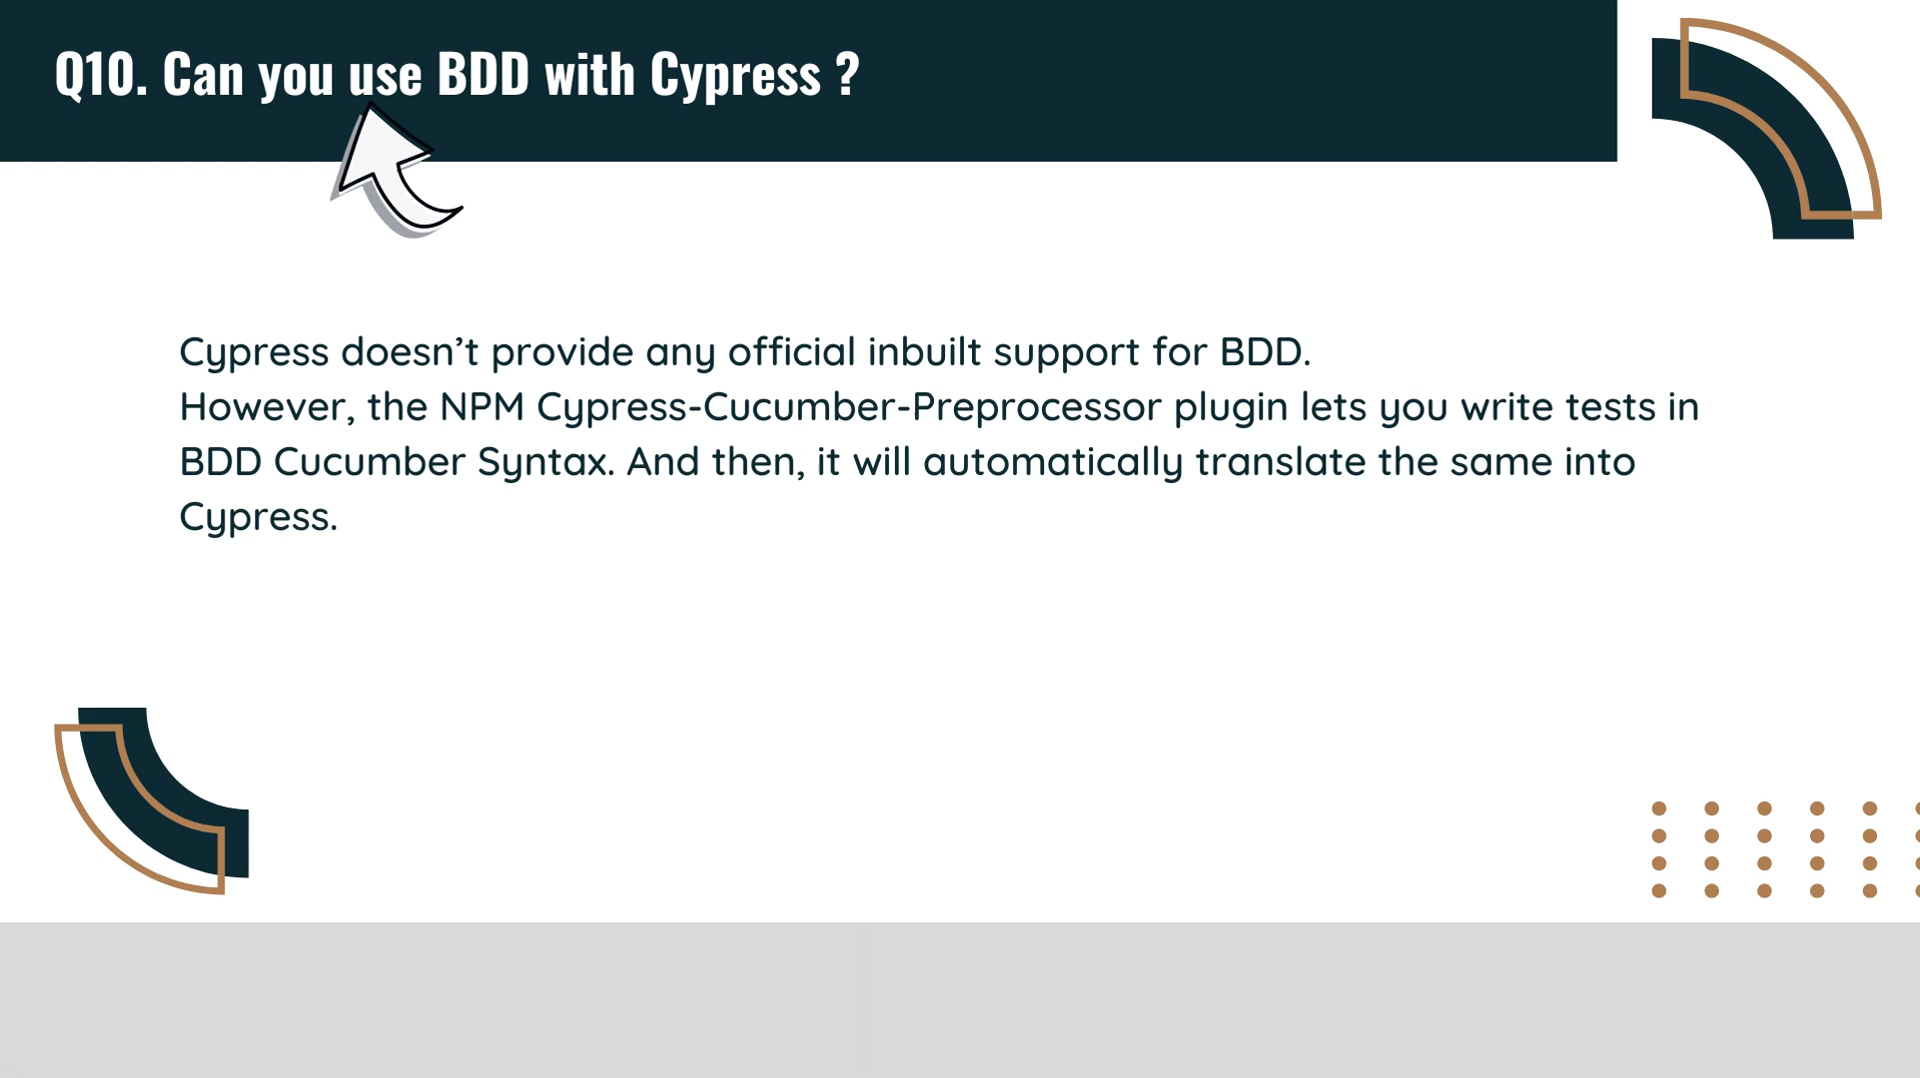 Q10. Can you use BDD with Cypress ?
Cypress doesn’t provide any official inbuilt support for BDD.
However, the NPM Cypress-Cucumber-Preprocessor plugin lets you write tests in
BDD Cucumber Syntax. And then, it will automatically translate the same into
Cypress.